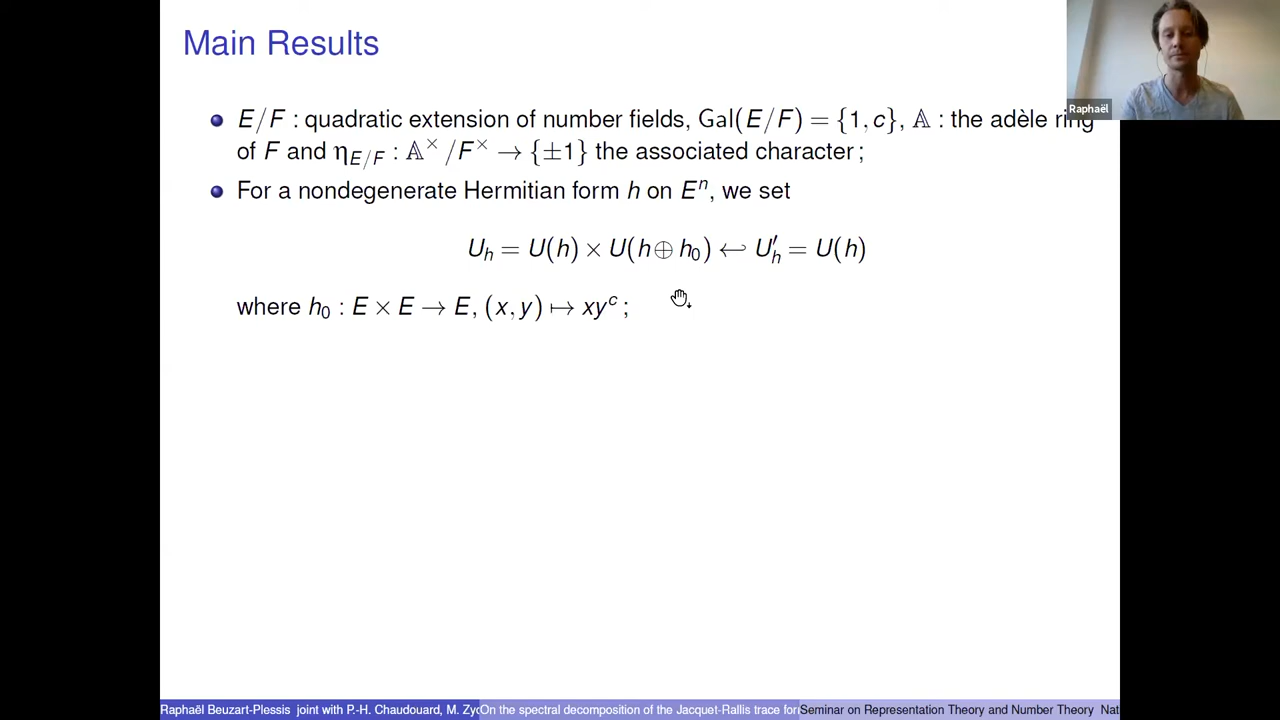 Main Results
E/F : quadratic extension of number fields, Gal(E/F) = {1, c}, 𝔸 : the adèle ring
of F and η_{E/F} : 𝔸^× /F^× → {±1} the associated character ;
For a nondegenerate Hermitian form h on E^n, we set
U_h = U(h) × U(h ⊕ h_0) ↩ U'_h = U(h)
where h_0 : E × E → E, (x, y) ↦ xy^c ;
Raphaël
Raphaël Beuzart-Plessis joint with P.-H. Chaudouard, M. Zyd On the spectral decomposition of the Jacquet-Rallis trace for Seminar on Representation Theory and Number Theory Nat